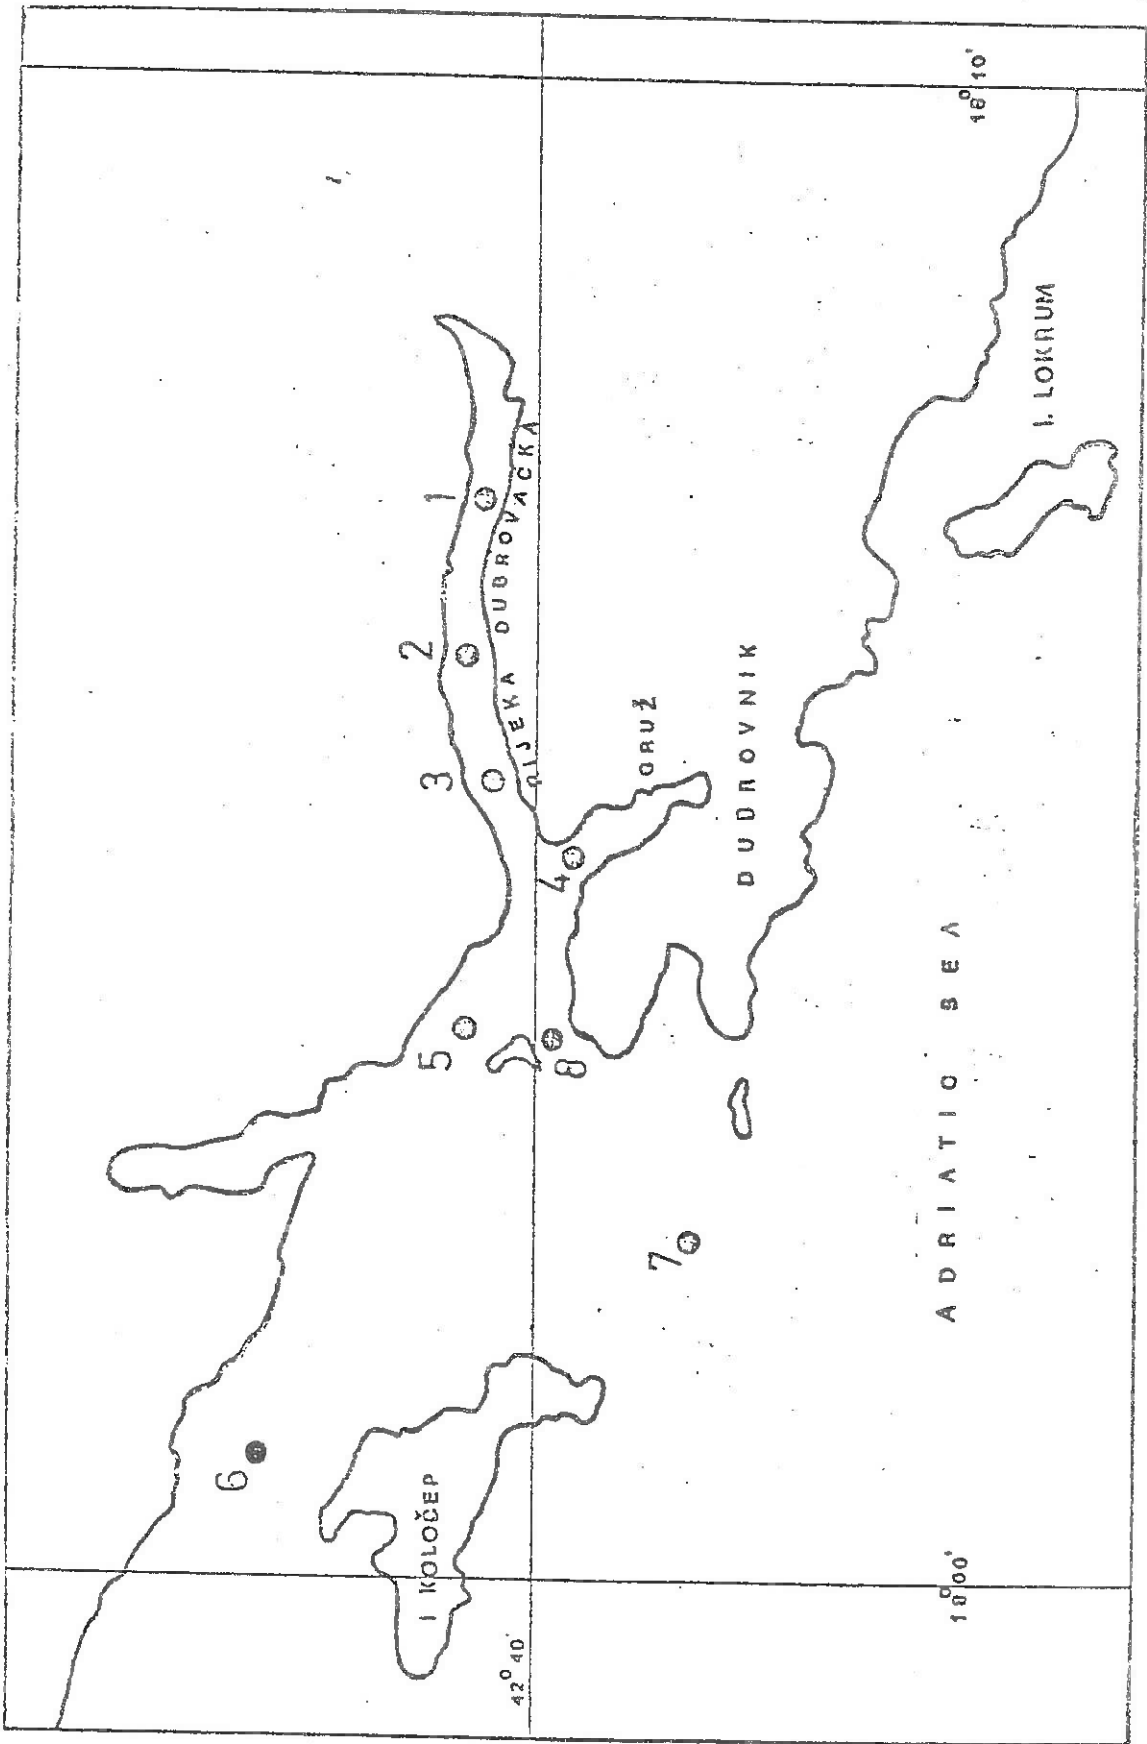 6
2
1
3
5
I KOLOČEP
RIJEKA DUBROVAČKA
42° 40'
4
8
GRUŽ
7
DUBROVNIK
ADRIATIC SEA
18° 00'
18° 10'
I. LOKRUM